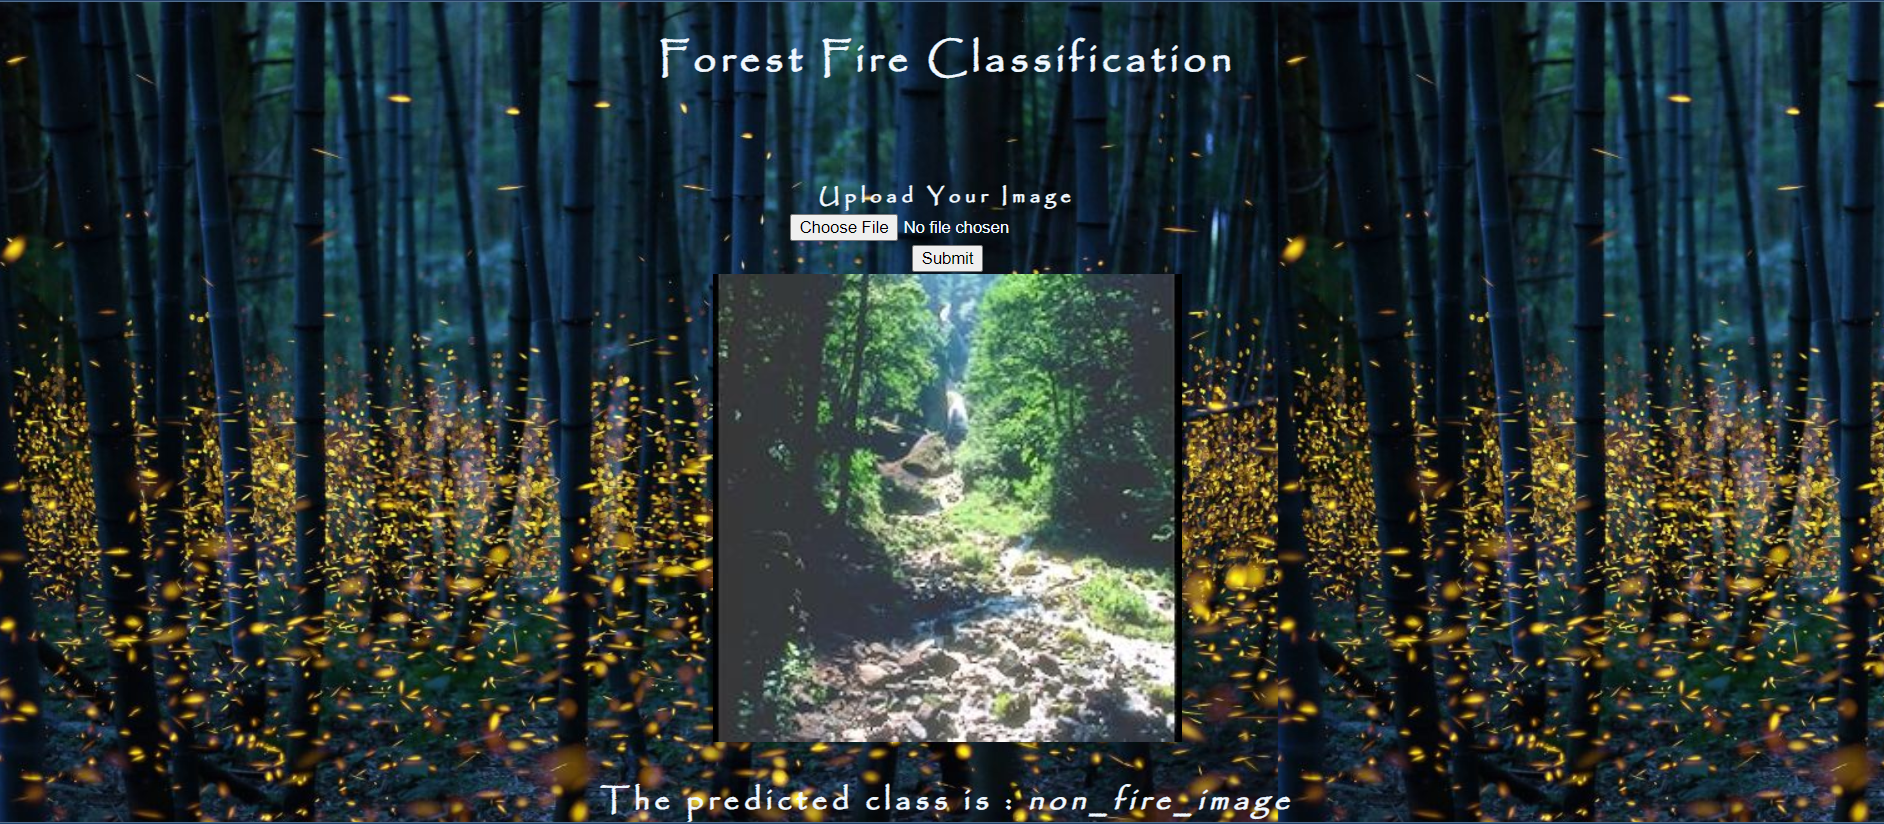 Forest Fire Classification
Upload Your Image
Choose File No file chosen
Submit
The predicted class is : non_fire_image